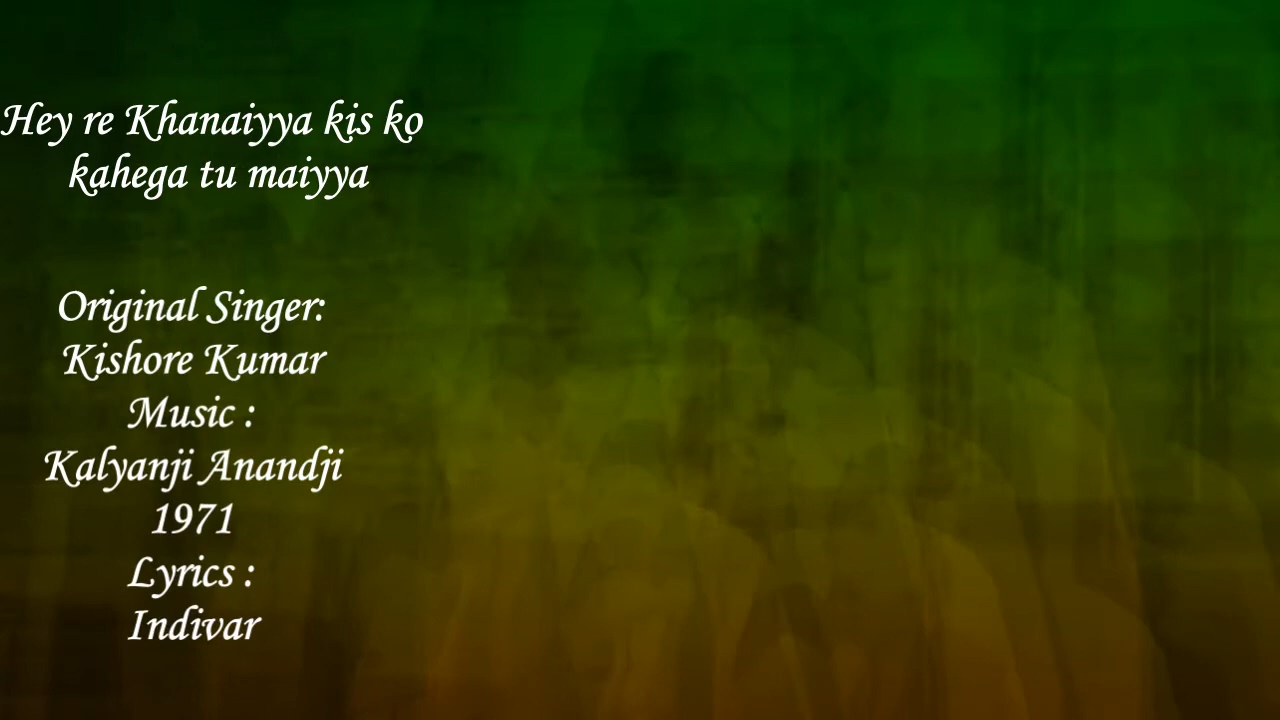 Hey re Khanaiyya kis ko
kahega tu maiyya
Original Singer:
Kishore Kumar
Music :
Kalyanji Anandji
1971
Lyrics :
Indivar